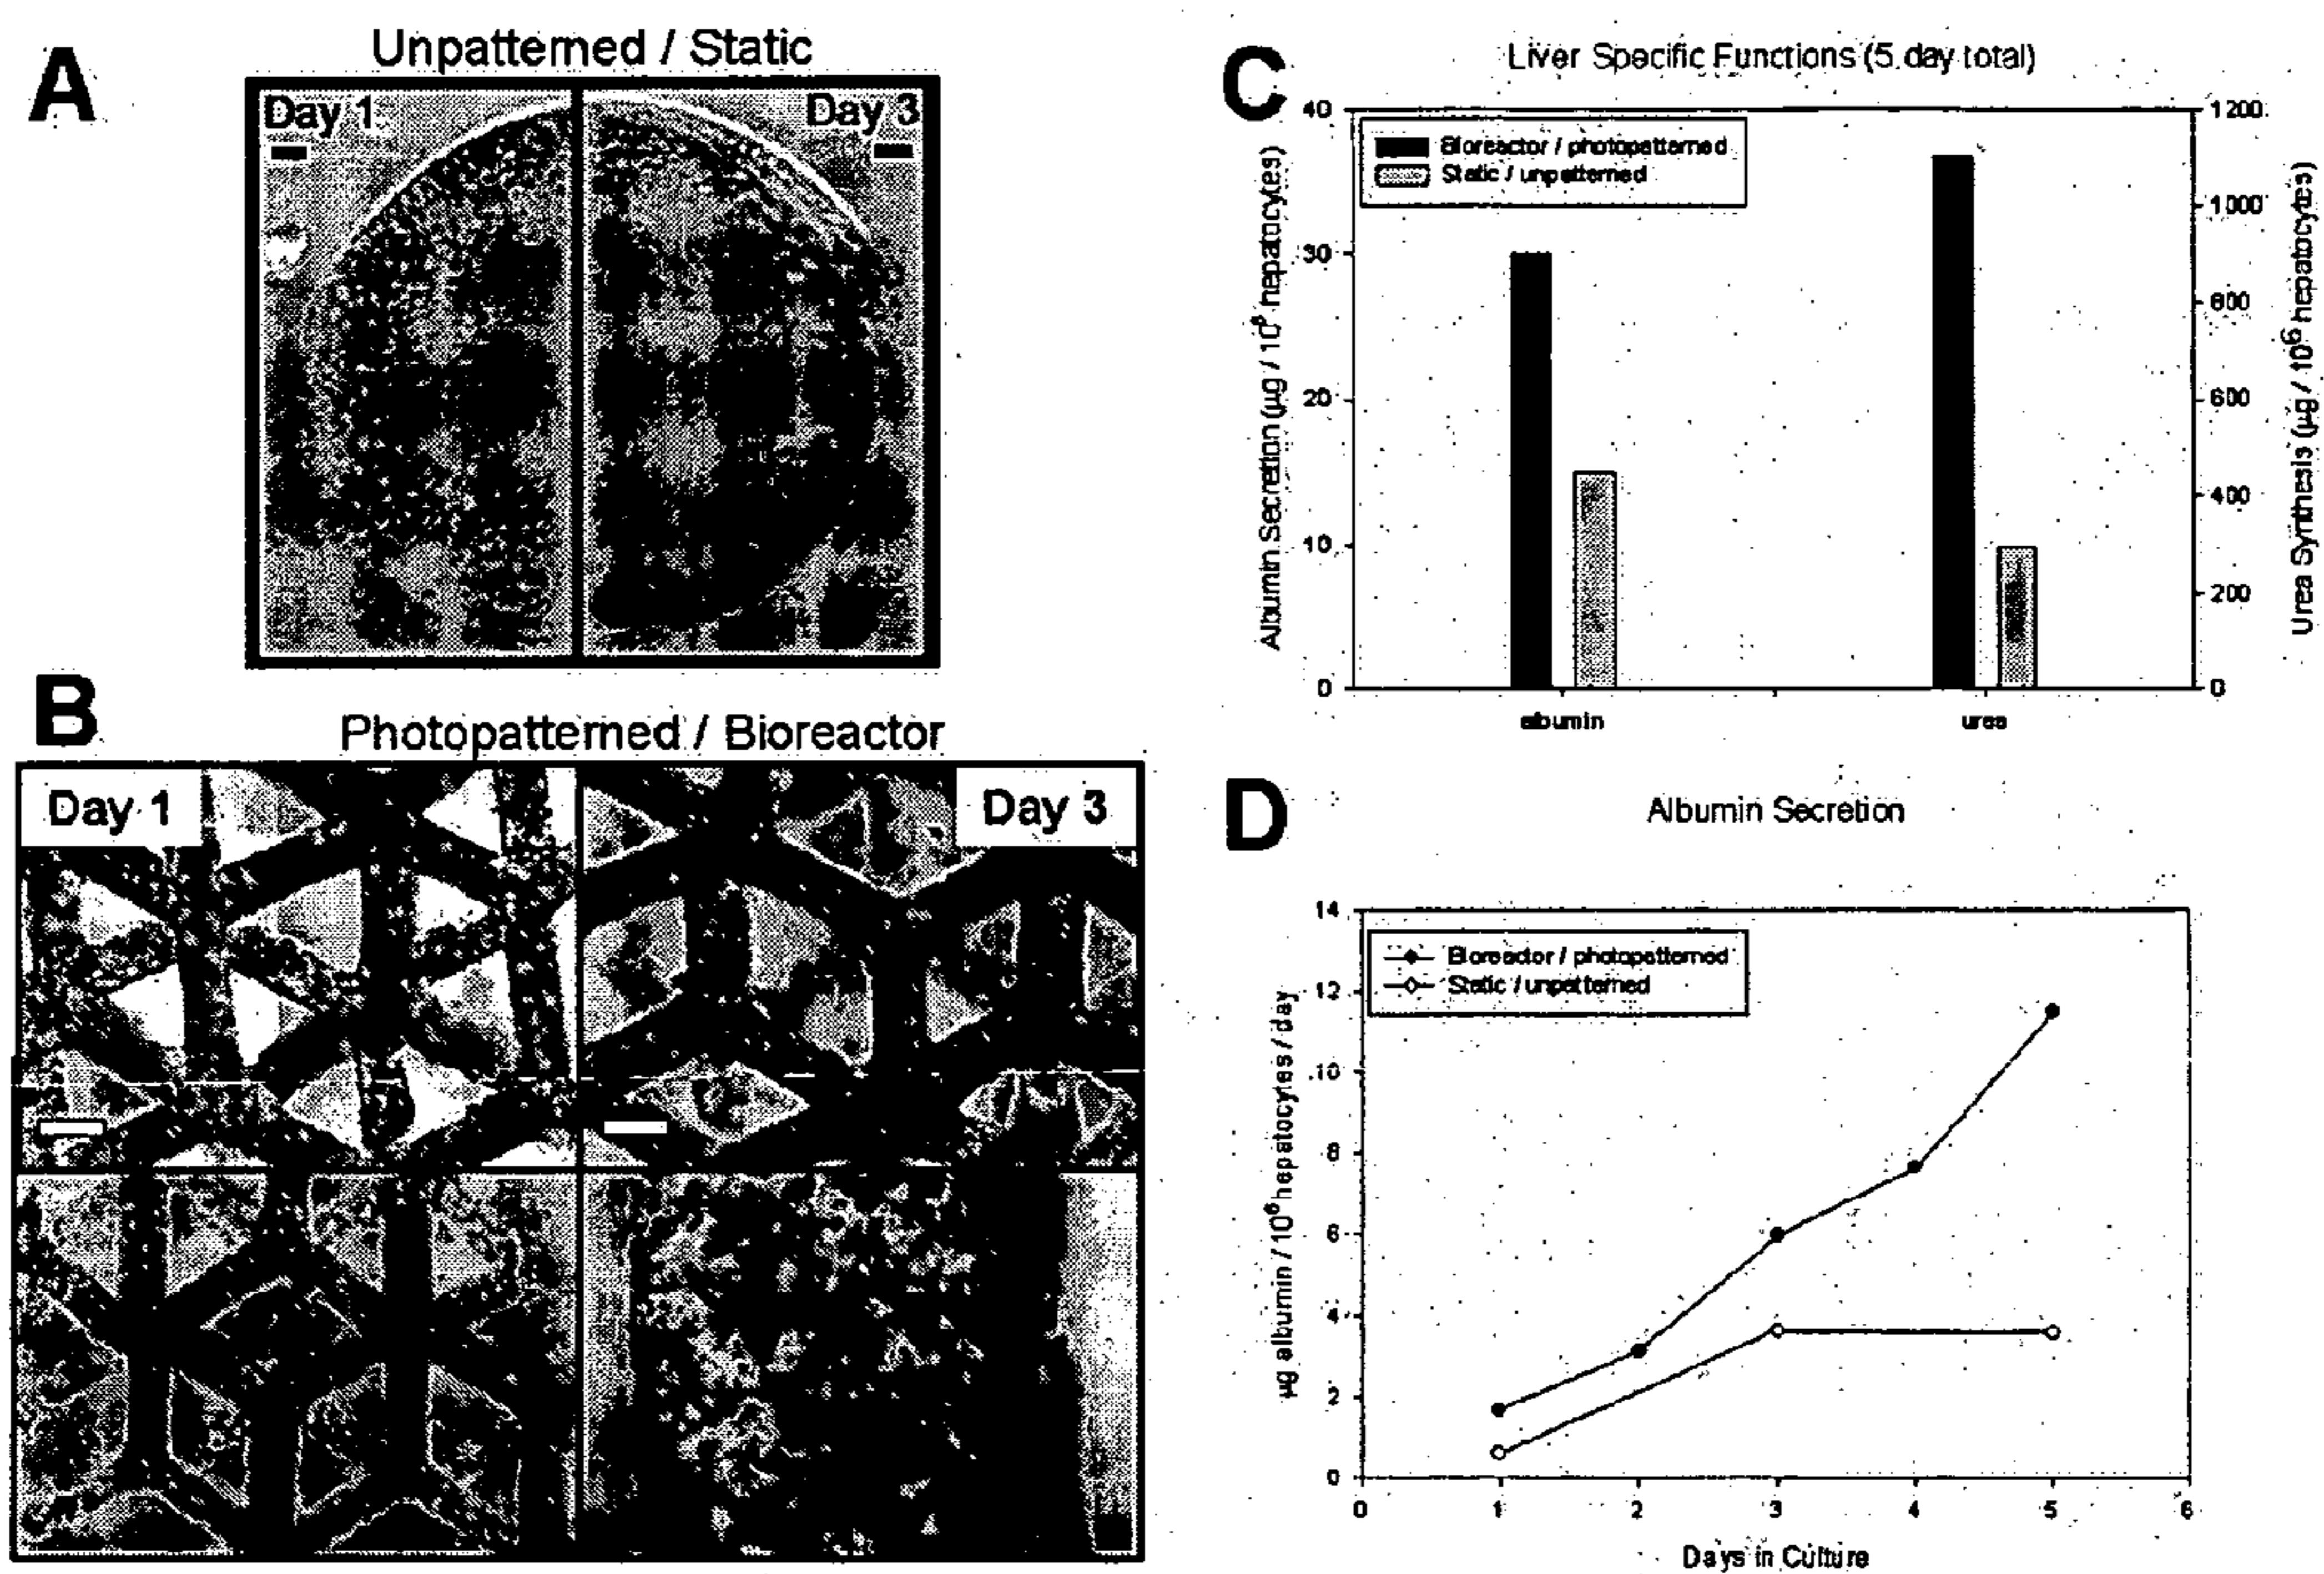 A
Unpatterned / Static
Day 1
Day 3
B
Photopatterned / Bioreactor
Day 1
Day 3
C
Liver Specific Functions (5 day total)
Bioreactor / photopatterned
Static / unpatterned
Albumin Secretion (µg / 10⁶ hepatocytes)
40
30
20
10
0
Urea Synthesis (µg / 10⁶ hepatocytes)
1200
1000
800
600
400
200
0
albumin
urea
D
Albumin Secretion
Bioreactor / photopatterned
Static / unpatterned
µg albumin / 10⁶ hepatocytes / day
14
12
10
8
6
4
2
0
0 1 2 3 4 5 6
Days in Culture